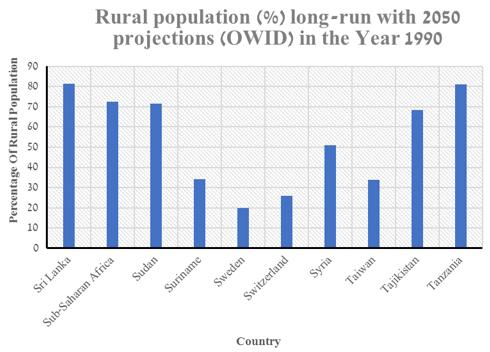 Rural population (%) long-run with 2050
projections (OWID) in the Year 1990
Percentage Of Rural Population
90
80
70
60
50
40
30
20
10
0
Sri Lanka
Sub-Saharan Africa
Sudan
Suriname
Sweden
Switzerland
Syria
Taiwan
Tajikistan
Tanzania
Country